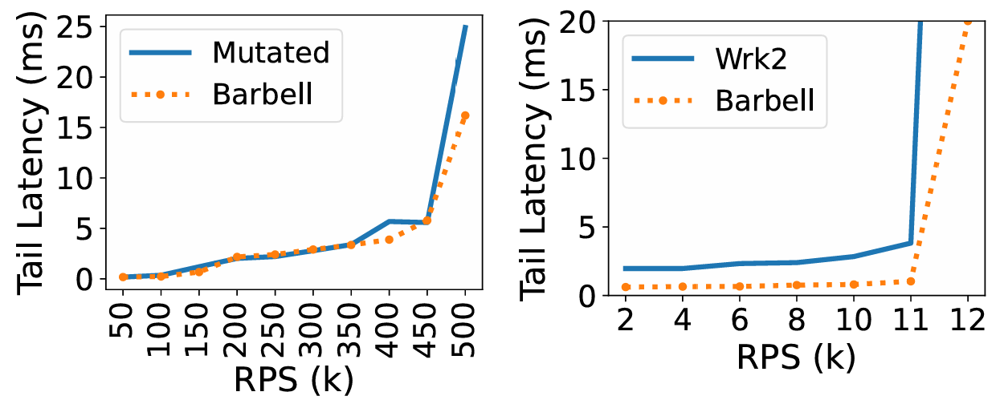 Tail Latency (ms)
25
20
15
10
5
0
Mutated
Barbell
50
100
150
200
250
300
350
400
450
500
RPS (k)
Tail Latency (ms)
20
15
10
5
0
Wrk2
Barbell
2 4 6 8 10 11 12
RPS (k)